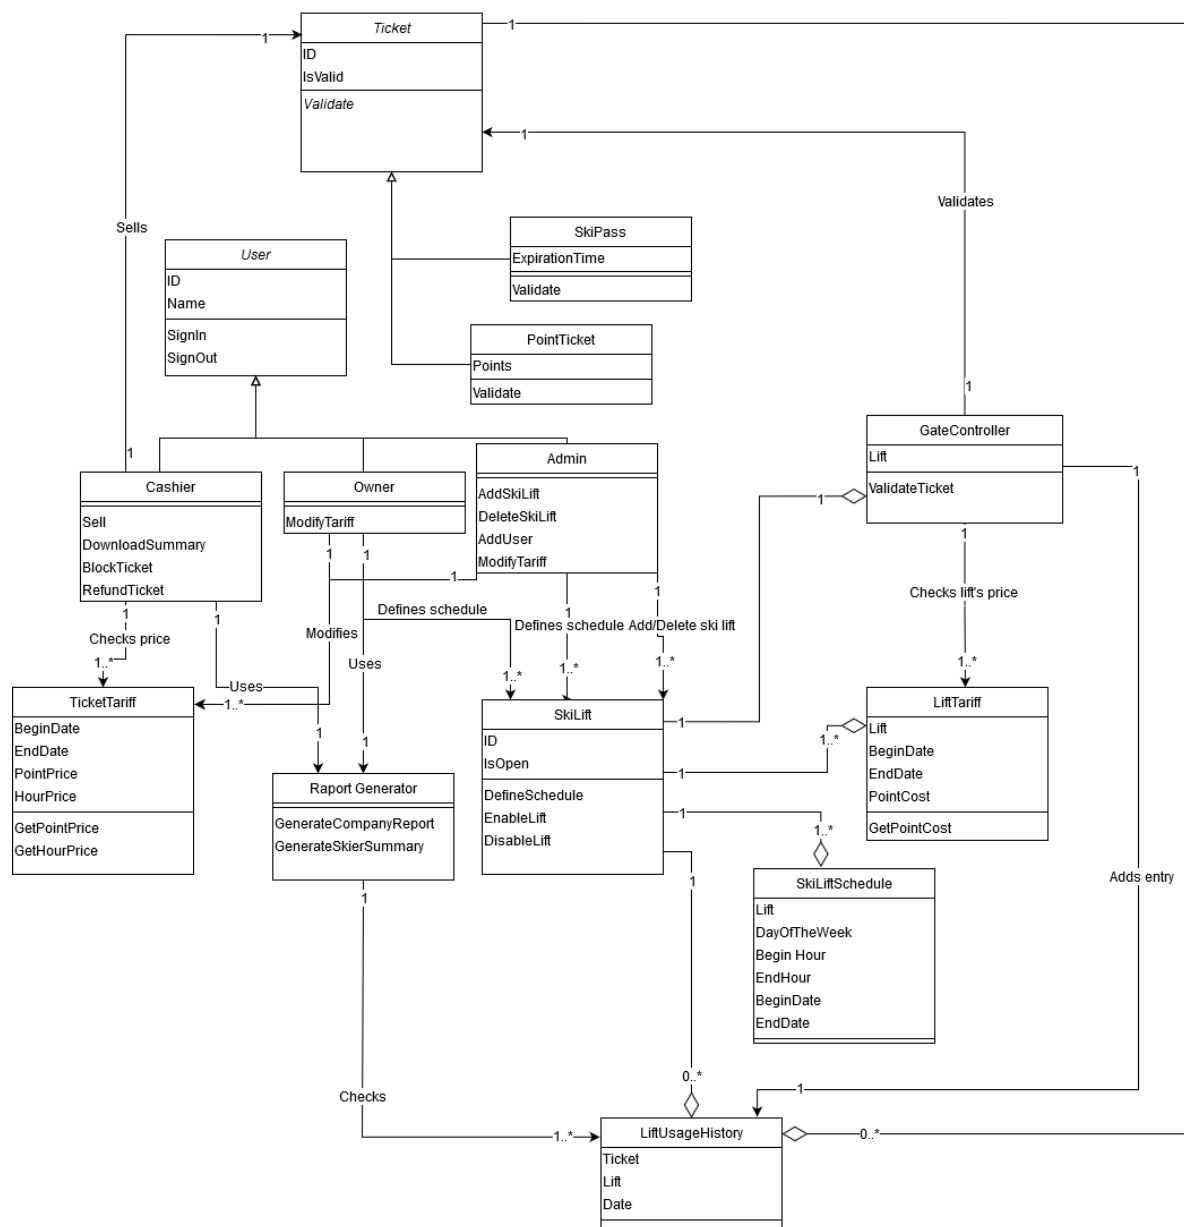 Ticket
1
1
ID
IsValid
Validate
1
Validates
Sells
SkiPass
ExpirationTime
Validate
User
ID
Name
SignIn
SignOut
PointTicket
Points
Validate
1
GateController
Lift
ValidateTicket
1
1
Cashier
Sell
DownloadSummary
BlockTicket
RefundTicket
Owner
ModifyTariff
Admin
AddSkiLift
DeleteSkiLift
AddUser
ModifyTariff
1
1
1
1
1
1
1
1
1
Checks lift's price
Defines schedule
Defines schedule
Add/Delete ski lift
Checks price
Modifies
Uses
1..*
1..*
1..*
1..*
1..*
Uses
1..*
TicketTariff
BeginDate
EndDate
PointPrice
HourPrice
GetPointPrice
GetHourPrice
1
1
Raport Generator
GenerateCompanyReport
GenerateSkierSummary
SkiLift
ID
IsOpen
DefineSchedule
EnableLift
DisableLift
1
1
1..*
1
1..*
1
LiftTariff
Lift
BeginDate
EndDate
PointCost
GetPointCost
SkiLiftSchedule
Lift
DayOfTheWeek
Begin Hour
EndHour
BeginDate
EndDate
Adds entry
1
Checks
0..*
1
1..*
LiftUsageHistory
Ticket
Lift
Date
0..*